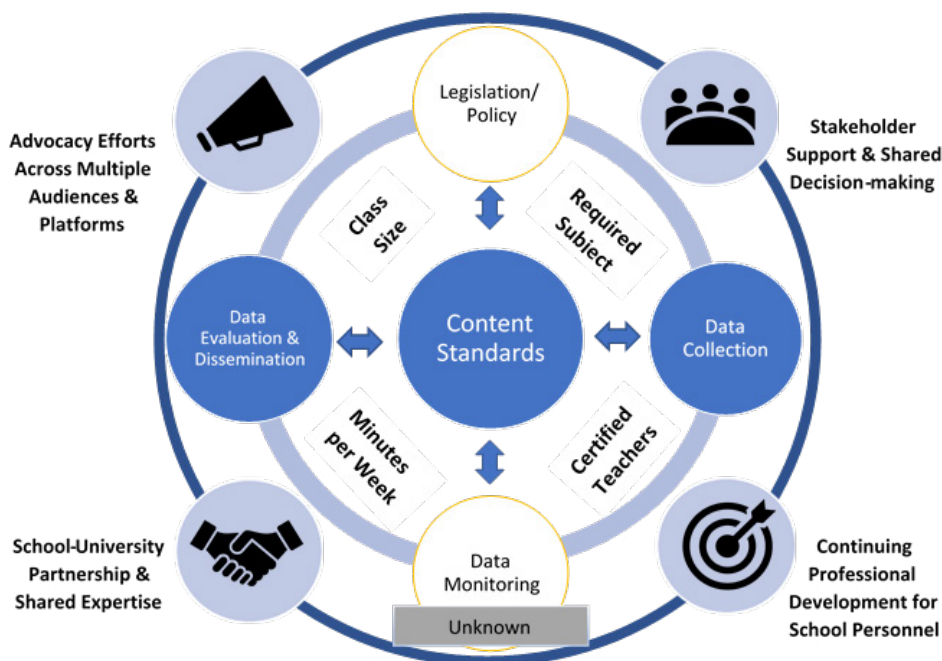 Legislation/
Policy
Advocacy Efforts
Across Multiple
Audiences &
Platforms
Stakeholder
Support & Shared
Decision-making
Class
Size
Required
Subject
Data
Evaluation &
Dissemination
Content
Standards
Data
Collection
Minutes
per Week
Certified
Teachers
School-University
Partnership &
Shared Expertise
Data
Monitoring
Unknown
Continuing
Professional
Development for
School Personnel